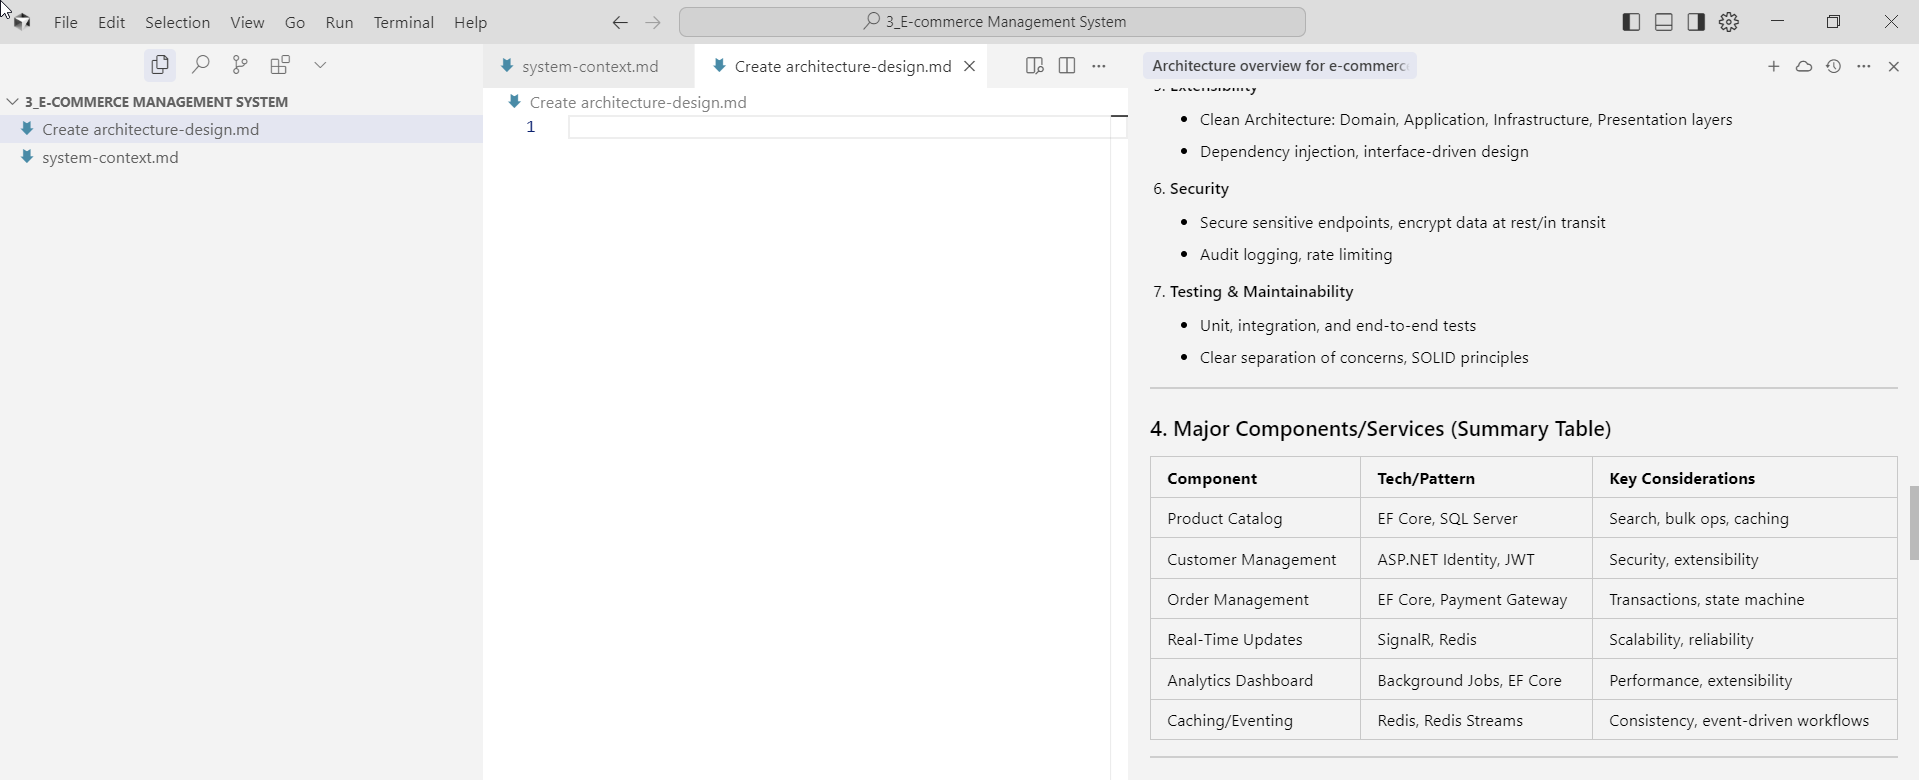 File Edit Selection View Go Run Terminal Help
3_E-commerce Management System
3_E-COMMERCE MANAGEMENT SYSTEM
Create architecture-design.md
system-context.md
system-context.md
Create architecture-design.md
Create architecture-design.md
1
Architecture overview for e-commerc
5. Extensibility
• Clean Architecture: Domain, Application, Infrastructure, Presentation layers
• Dependency injection, interface-driven design
6. Security
• Secure sensitive endpoints, encrypt data at rest/in transit
• Audit logging, rate limiting
7. Testing & Maintainability
• Unit, integration, and end-to-end tests
• Clear separation of concerns, SOLID principles
4. Major Components/Services (Summary Table)
Component Tech/Pattern Key Considerations
Product Catalog EF Core, SQL Server Search, bulk ops, caching
Customer Management ASP.NET Identity, JWT Security, extensibility
Order Management EF Core, Payment Gateway Transactions, state machine
Real-Time Updates SignalR, Redis Scalability, reliability
Analytics Dashboard Background Jobs, EF Core Performance, extensibility
Caching/Eventing Redis, Redis Streams Consistency, event-driven workflows